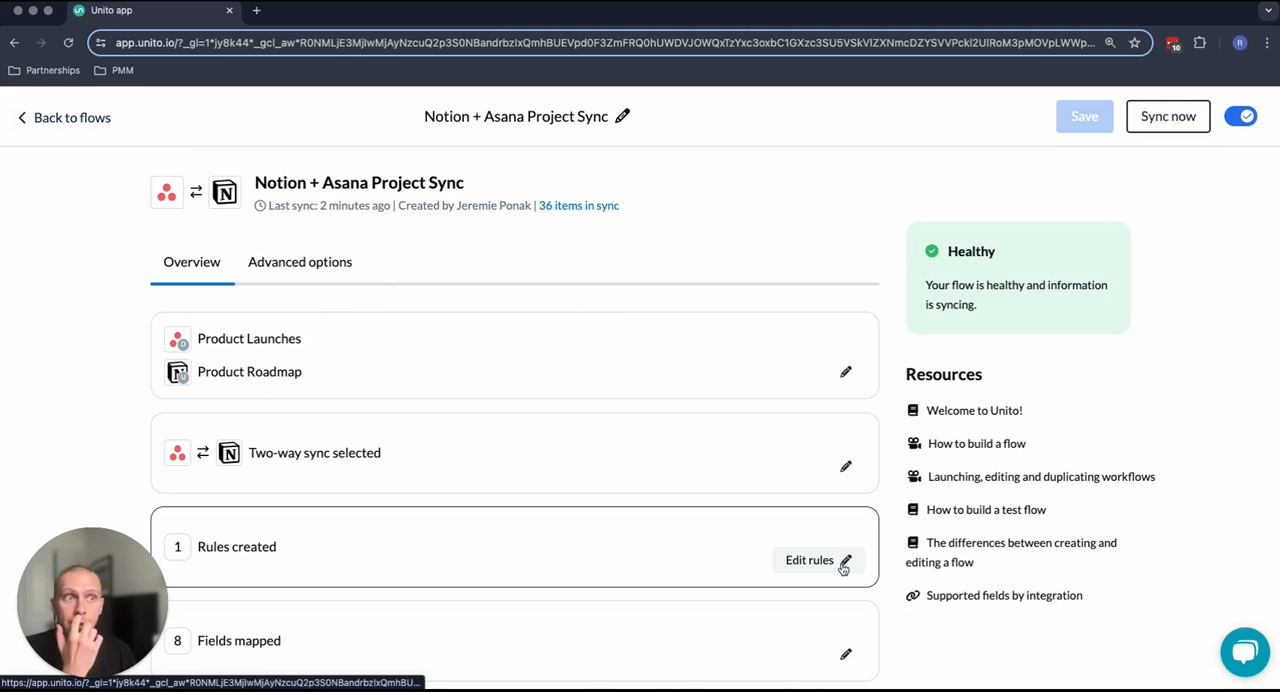 Unito app
app.unito.io/?_gl=1*jy8k44*_gcl_aw*R0NMLjE3MjIwMjAyNzcuQ2p3S0NBandrbzIxQmhBUEVpd0F3ZmFRQ0hUWDVJOWQxTzYxc3oxbC1GXzc3SU5VSkVIZXNmcDZYSVVPckl2UlRoM3pMOVpLWWp...
10
R
Partnerships
PMM
Back to flows
Notion + Asana Project Sync
Save
Sync now
Notion + Asana Project Sync
Last sync: 2 minutes ago | Created by Jeremie Ponak | 36 items in sync
Overview
Advanced options
Product Launches
Product Roadmap
Two-way sync selected
1 Rules created
Edit rules
8 Fields mapped
Healthy
Your flow is healthy and information
is syncing.
Resources
Welcome to Unito!
How to build a flow
Launching, editing and duplicating workflows
How to build a test flow
The differences between creating and
editing a flow
Supported fields by integration